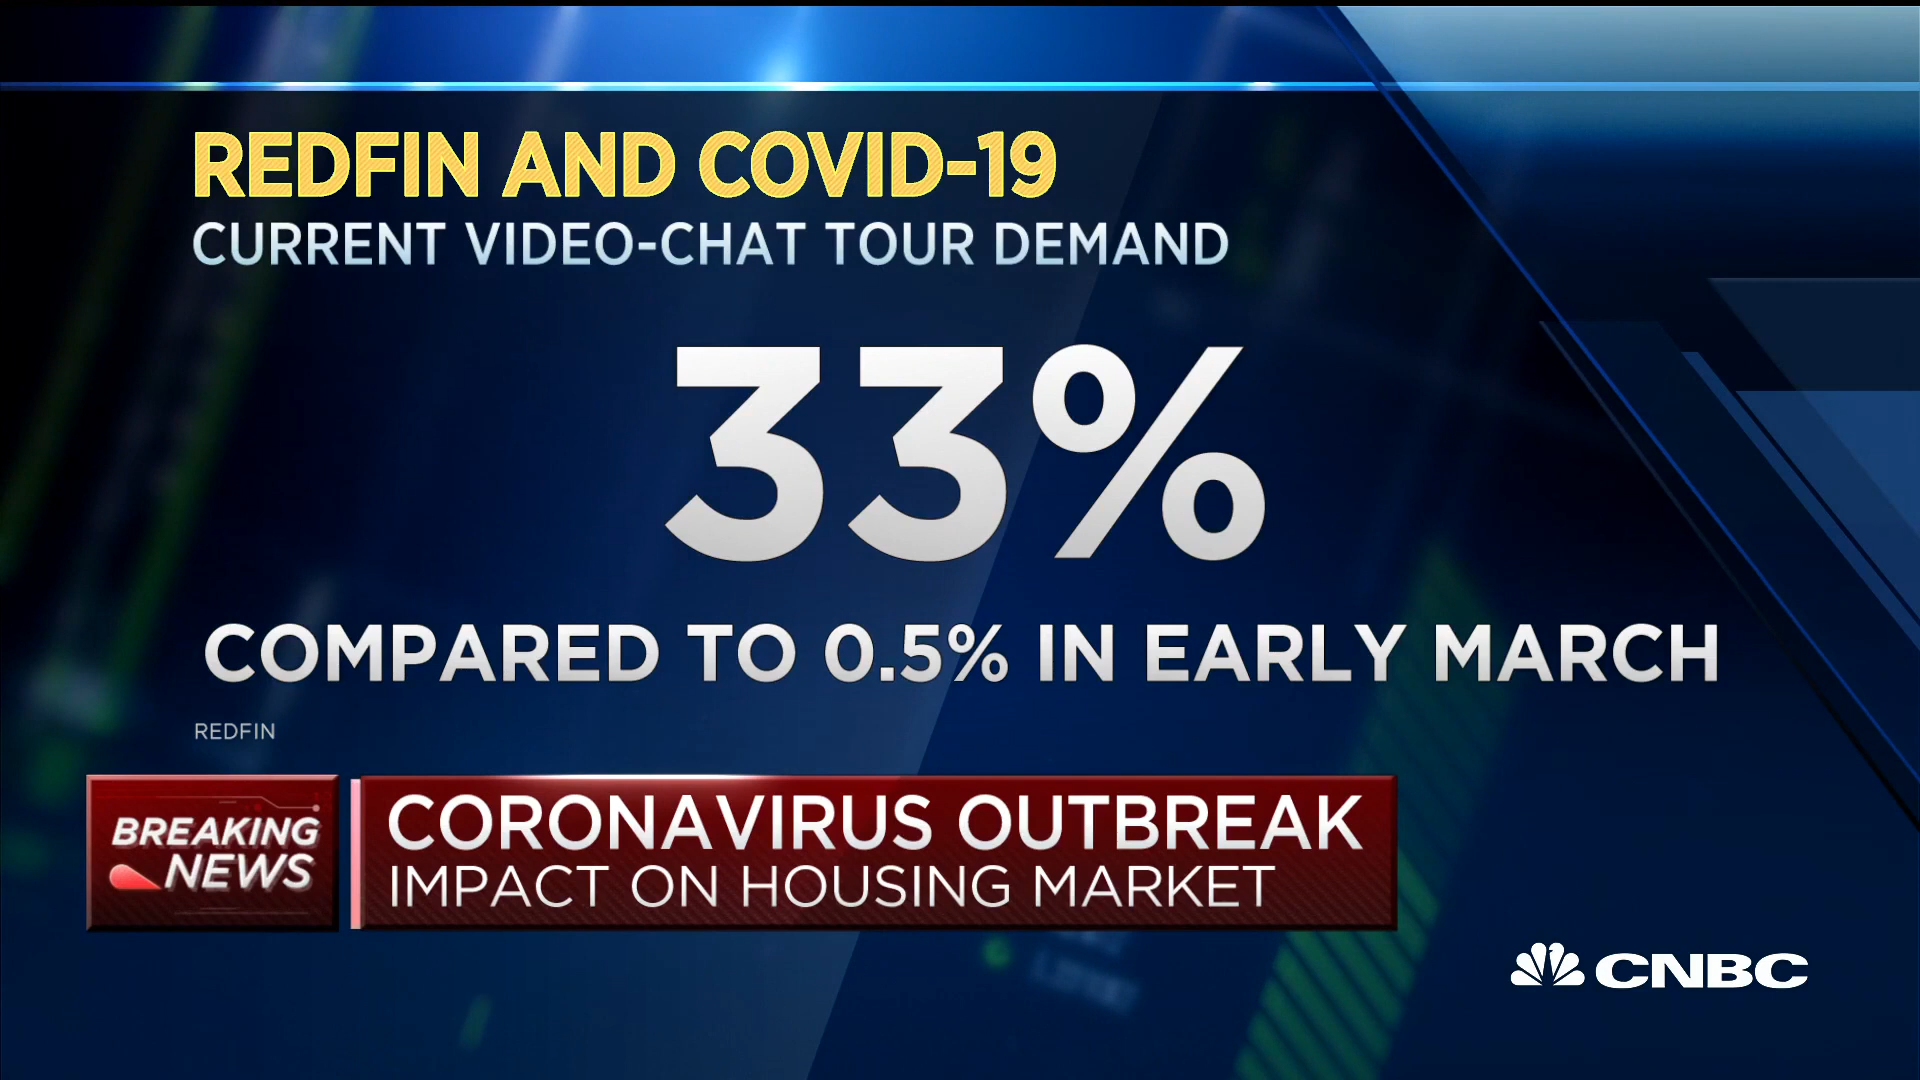 REDFIN AND COVID-19
CURRENT VIDEO-CHAT TOUR DEMAND
33%
COMPARED TO 0.5% IN EARLY MARCH
REDFIN
BREAKING
NEWS
CORONAVIRUS OUTBREAK
IMPACT ON HOUSING MARKET
CNBC